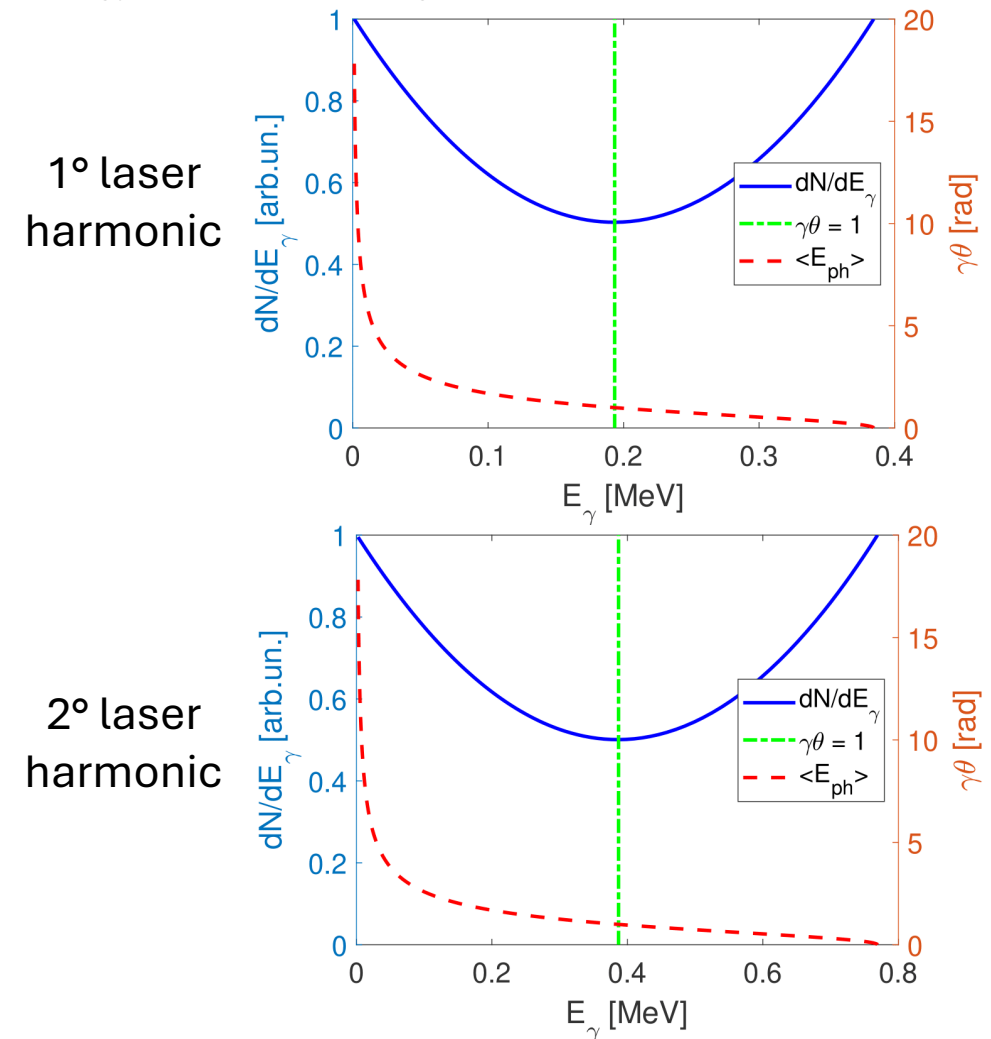 1° laser
harmonic
dN/dE_γ [arb.un.]
1
0.8
0.6
0.4
0.2
0
20
15
10
5
0
γθ [rad]
dN/dE_γ
γθ = 1
<E_ph>
0 0.1 0.2 0.3 0.4
E_γ [MeV]
2° laser
harmonic
dN/dE_γ [arb.un.]
1
0.8
0.6
0.4
0.2
0
20
15
10
5
0
γθ [rad]
dN/dE_γ
γθ = 1
<E_ph>
0 0.2 0.4 0.6 0.8
E_γ [MeV]